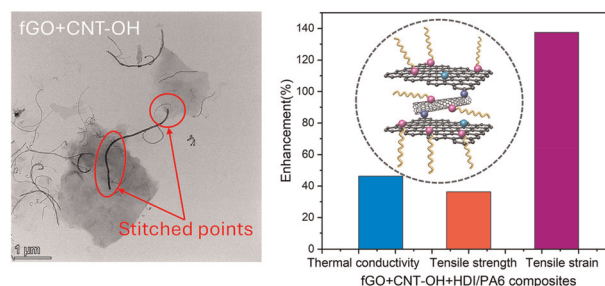 fGO+CNT-OH
Stitched points
1 μm
Enhancement(%)
140
120
100
80
60
40
20
0
Thermal conductivity
Tensile strength
Tensile strain
fGO+CNT-OH+HDI/PA6 composites